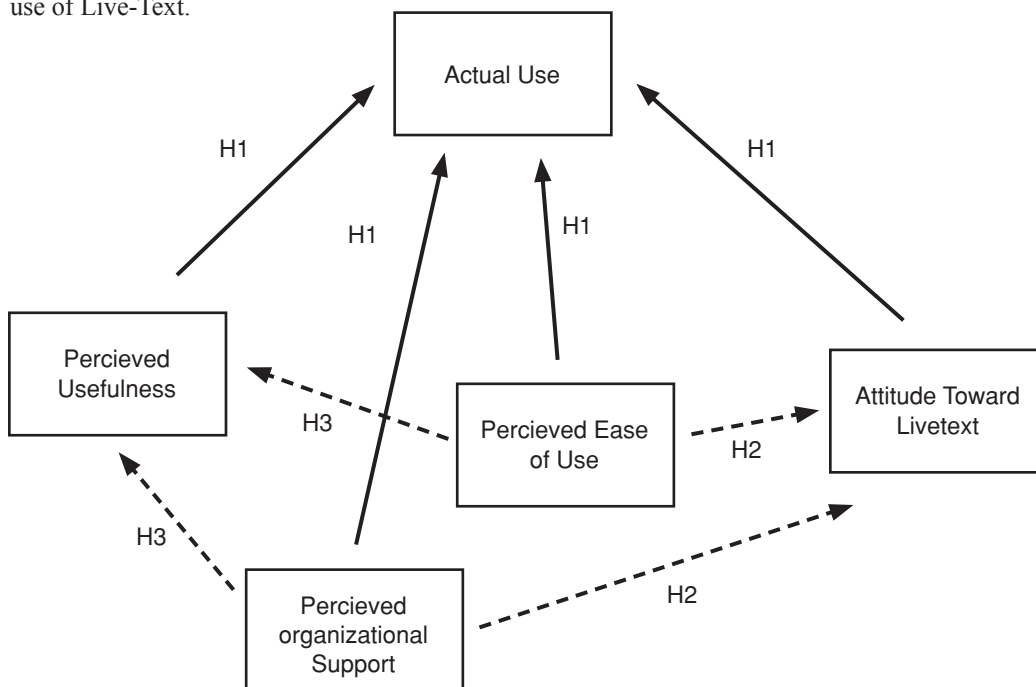 use of Live-Text.
Actual Use
H1
H1
H1
H1
Percieved
Usefulness
Percieved Ease
of Use
Attitude Toward
Livetext
H3
H2
H3
H2
Percieved
organizational
Support